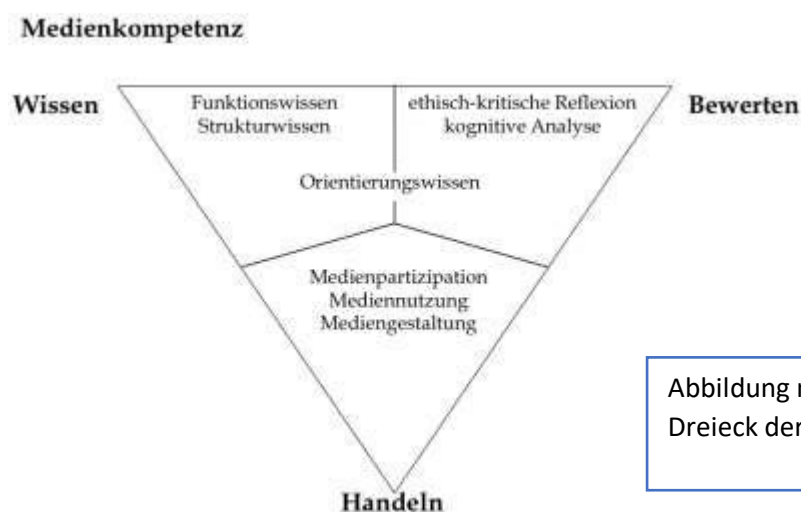 Medienkompetenz
Wissen
Funktionswissen
Strukturwissen
ethisch-kritische Reflexion
kognitive Analyse
Bewerten
Orientierungswissen
Medienpartizipation
Mediennutzung
Mediengestaltung
Abbildung
Dreieck der
Handeln